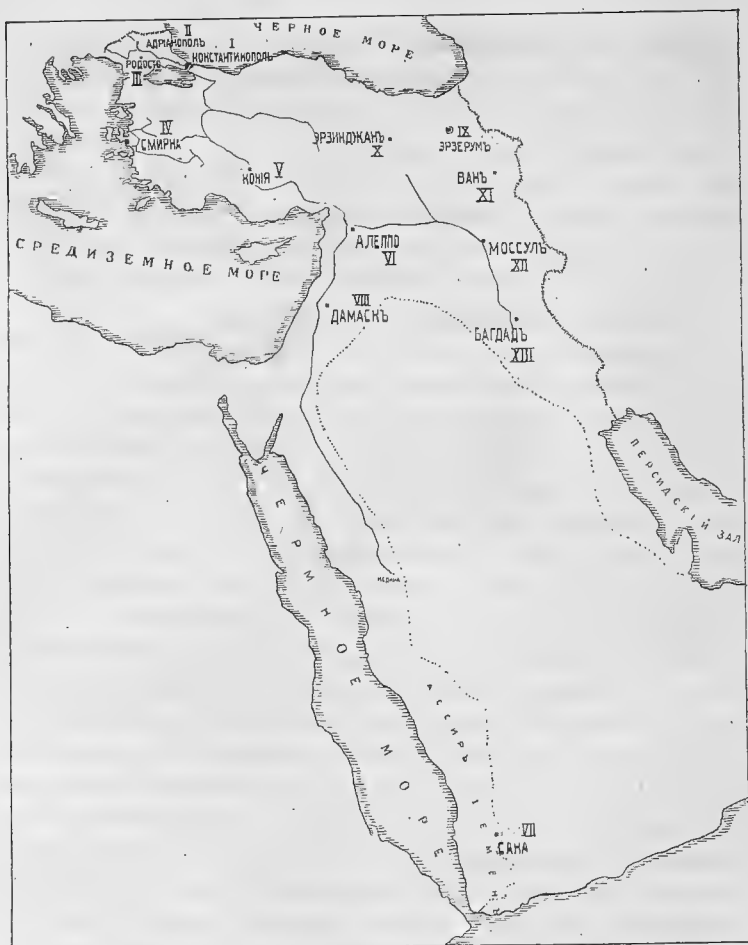 ЧЕРНОЕ МОРЕ
II
АДРІАНОПОЛЬ
I
КОНСТАНТИНОПОЛЬ
РОДОСТО
III
IV
СМИРНА
ЭРЗИНДЖАНЪ
X
IX
ЭРЗЕРУМЪ
КОНІЯ
V
ВАНЪ
XI
СРЕДИЗЕМНОЕ МОРЕ
АЛЕППО
VI
МОССУЛЬ
XII
VIII
ДАМАСКЪ
БАГДАДЪ
XIII
ПЕРСИДСКІЙ ЗАЛ
ЧЕРМНОЕ МОРЕ
МЕДИНА
АССИРЪ
ІЕМЕНЪ
VII
САНА